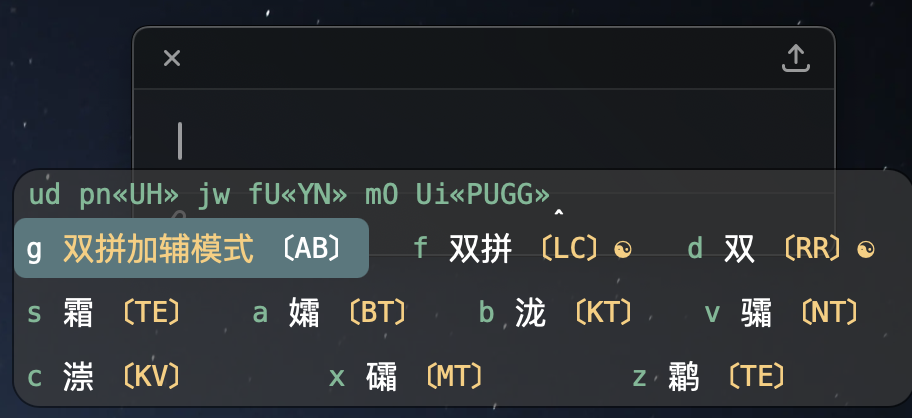 ud pn«UH» jw fU«YN» mO Ui«PUGG»‸
g 双拼加辅模式 〔AB〕 f 双拼 〔LC〕☯ d 双 〔RR〕☯
s 霜 〔TE〕 a 孀 〔BT〕 b 泷 〔KT〕 v 骦 〔NT〕
c 漴 〔KV〕 x 礵 〔MT〕 z 鹴 〔TE〕